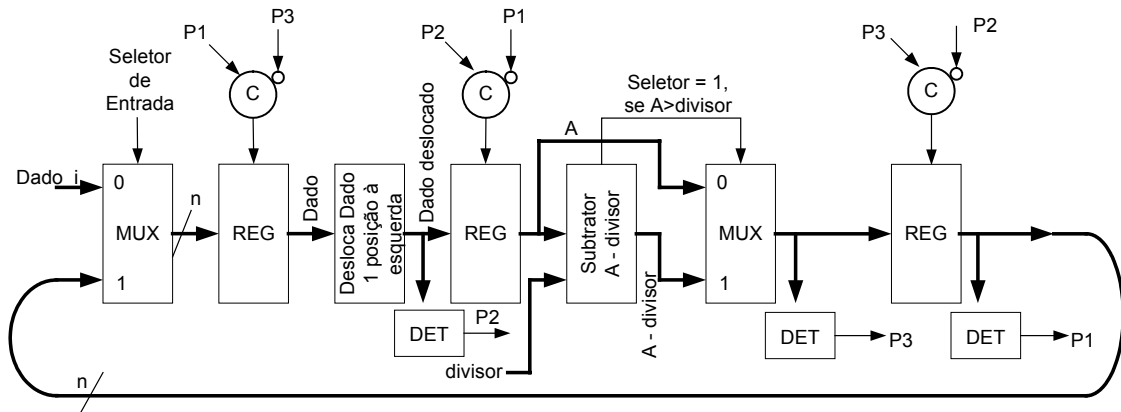 P1
P3
P2
P1
P3
P2
Seletor
de
Entrada
C
C
C
Seletor = 1,
se A>divisor
A
Dado_i
0
MUX
1
n
REG
Dado
Desloca Dado
1 posição à
esquerda
Dado deslocado
REG
Subtrator
A - divisor
A - divisor
0
MUX
1
REG
DET
P2
divisor
DET
P3
DET
P1
n